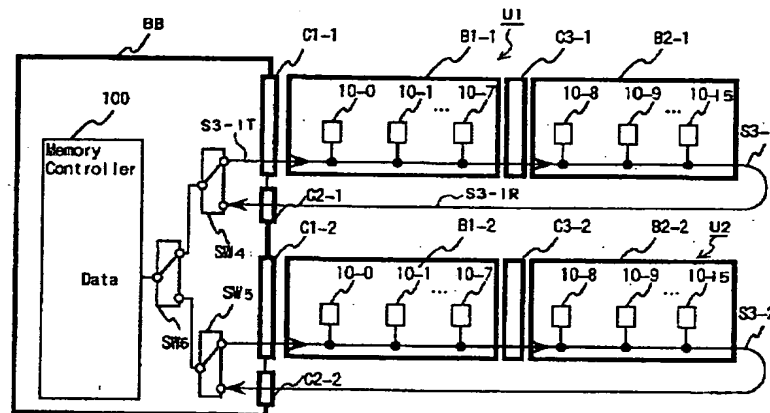 BB
C1-1
B1-1
U1
C3-1
B2-1
100
S3-1T
10-0
10-1
...
10-7
10-8
10-9
...
10-15
S3-
Memory
Controller
SW4
C2-1
S3-1R
C1-2
B1-2
C3-2
B2-2
U2
Data
SW6
SW5
10-0
10-1
...
10-7
10-8
10-9
...
10-15
S3-2
C2-2